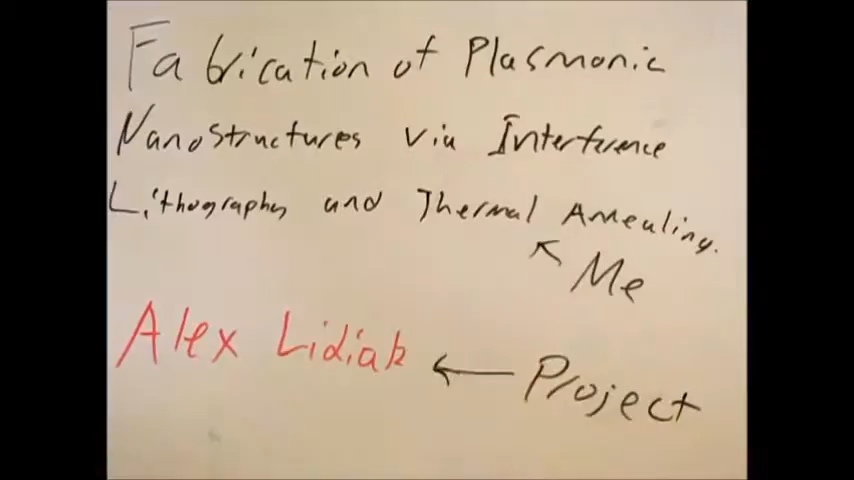 Fabrication of Plasmonic
Nanostructures via Interference
Lithography and Thermal Annealing.
Me
Alex Lidiak ← Project